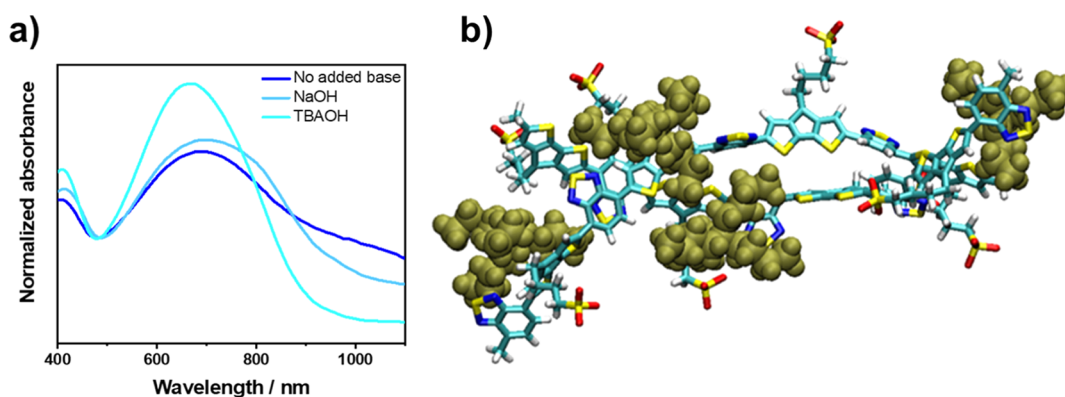 a)
b)
No added base
NaOH
TBAOH
Normalized absorbance
400
600
800
1000
Wavelength / nm